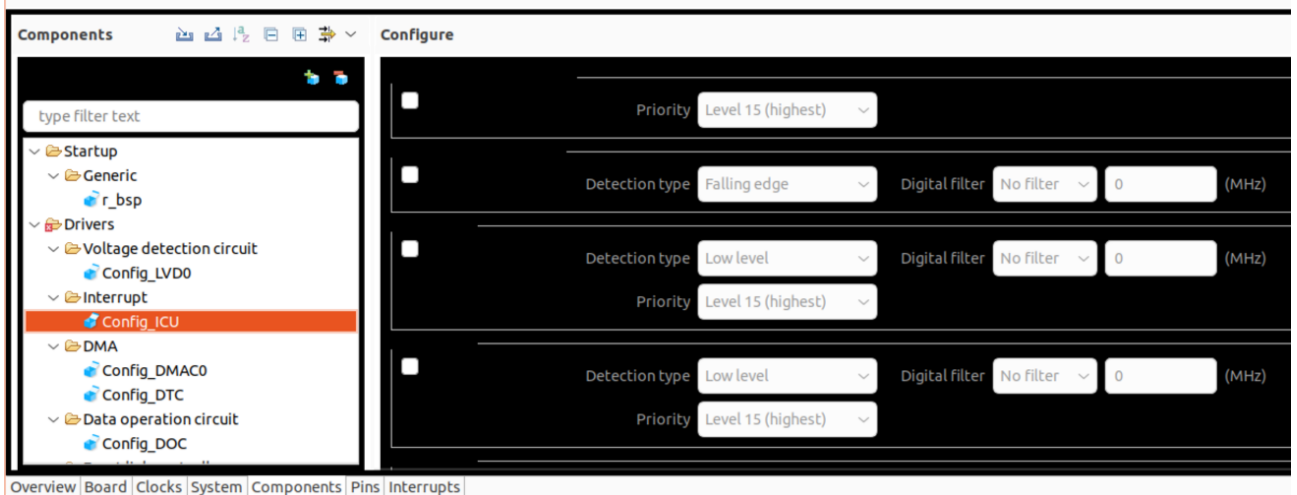 Components
Configure
type filter text
Startup
Generic
r_bsp
Drivers
Voltage detection circuit
Config_LVD0
Interrupt
Config_ICU
DMA
Config_DMAC0
Config_DTC
Data operation circuit
Config_DOC
Priority Level 15 (highest)
Detection type Falling edge Digital filter No filter 0 (MHz)
Detection type Low level Digital filter No filter 0 (MHz)
Priority Level 15 (highest)
Detection type Low level Digital filter No filter 0 (MHz)
Priority Level 15 (highest)
Overview Board Clocks System Components Pins Interrupts